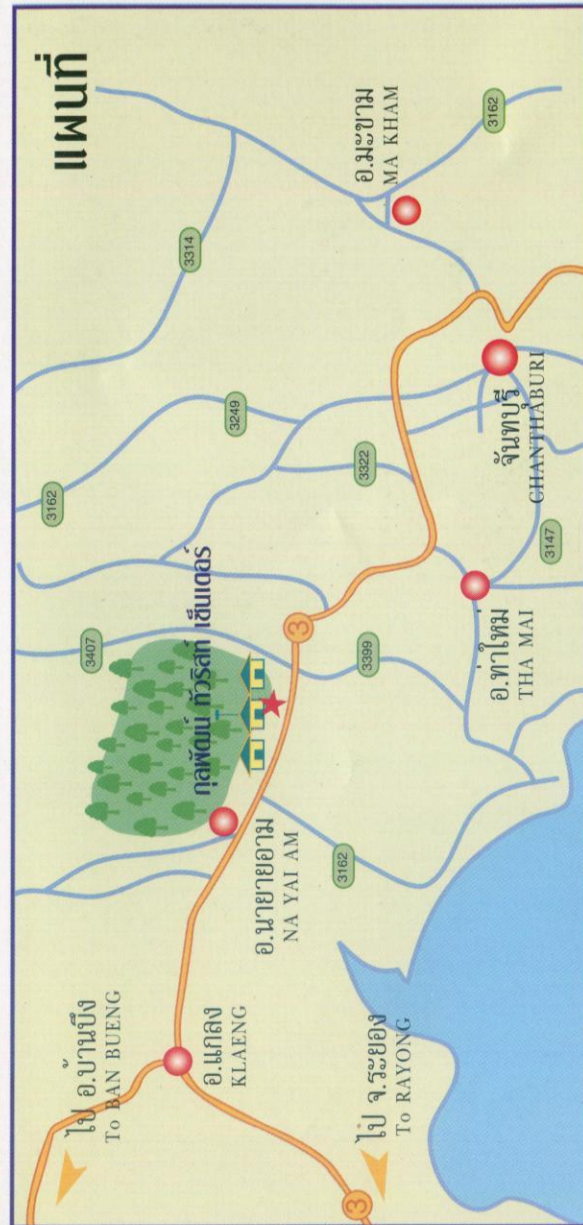 แผนที่
3314
3162
อ.มะขาม
MA KHAM
3162
3249
3322
จันทบุรี
CHANTHABURI
3407
กุลพัฒน์ ทัวริสท์ เซ็นเตอร์
3
3399
3147
อ.ท่าใหม่
THA MAI
อ.นายายอาม
NA YAI AM
3162
ไป อ.บ้านบึง
To BAN BUENG
อ.แกลง
KLAENG
ไป จ.ระยอง
To RAYONG
3